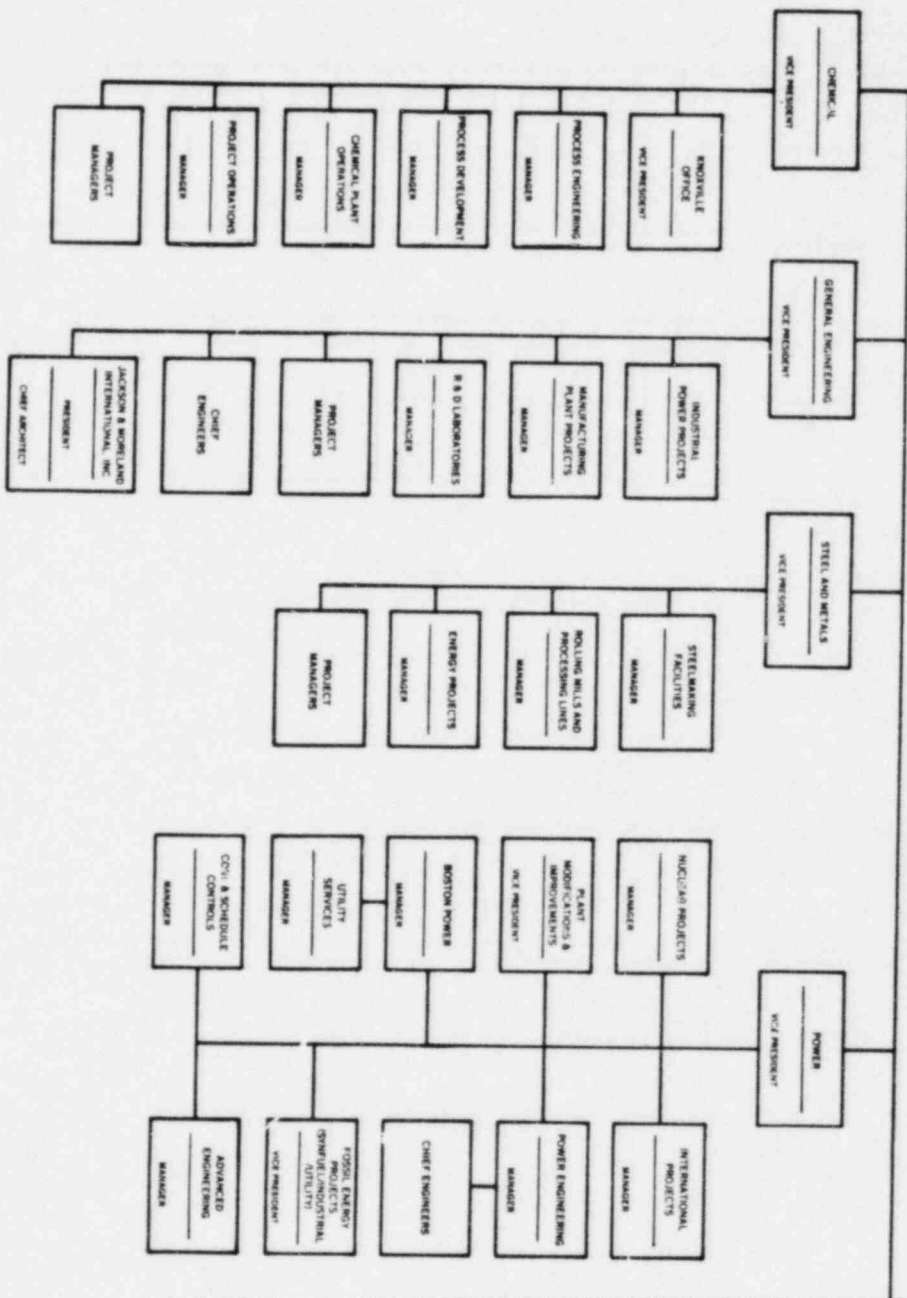 CHEMICAL
VICE PRESIDENT
KNOXVILLE
OFFICE
VICE PRESIDENT
PROCESS ENGINEERING
MANAGER
PROCESS DEVELOPMENT
MANAGER
CHEMICAL PLANT
OPERATIONS
MANAGER
PROJECT OPERATIONS
MANAGER
PROJECT
MANAGERS
GENERAL ENGINEERING
VICE PRESIDENT
INDUSTRIAL
POWER PROJECTS
MANAGER
MANUFACTURING
PLANT PROJECTS
MANAGER
R & D LABORATORIES
MANAGER
PROJECT
MANAGERS
CHIEF
ENGINEERS
JACKSON & MORELAND
INTERNATIONAL, INC
PRESIDENT
CHIEF ARCHITECT
STEEL AND METALS
VICE PRESIDENT
STEELMAKING
FACILITIES
MANAGER
ROLLING MILLS AND
PROCESSING LINES
MANAGER
ENERGY PROJECTS
MANAGER
PROJECT
MANAGERS
POWER
VICE PRESIDENT
NUCLEAR PROJECTS
MANAGER
PLANT
MODIFICATIONS &
IMPROVEMENTS
VICE PRESIDENT
BOSTON POWER
MANAGER
UTILITY
SERVICES
MANAGER
COST & SCHEDULE
CONTROLS
MANAGER
INTERNATIONAL
PROJECTS
MANAGER
POWER ENGINEERING
MANAGER
CHIEF ENGINEERS
FOSSIL ENERGY
PROJECTS
(SYNFUEL/INDUSTRIAL
/UTILITY)
VICE PRESIDENT
ADVANCED
ENGINEERING
MANAGER